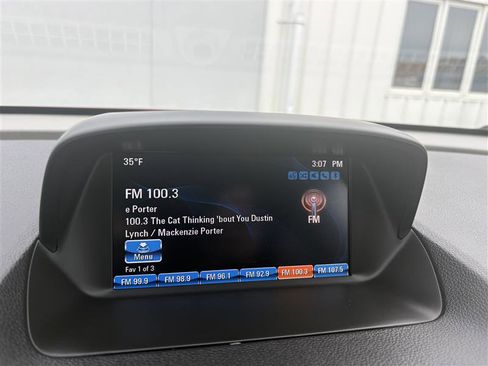 35°F 3:07 PM
FM 100.3
e Porter
100.3 The Cat Thinking 'bout You Dustin
Lynch / Mackenzie Porter
FM
Menu
Fav 1 of 3
FM 99.9 FM 98.9 FM 96.1 FM 92.9 FM 100.3 FM 107.5